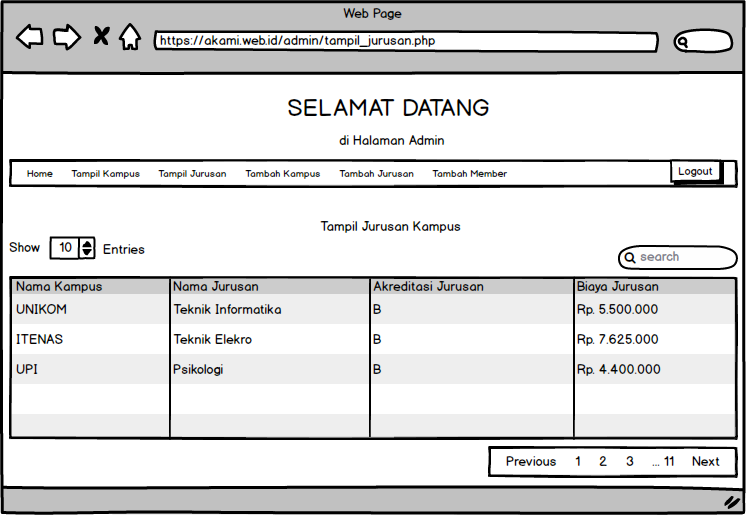 Web Page
https://akami.web.id/admin/tampil_jurusan.php
SELAMAT DATANG
di Halaman Admin
Home Tampil Kampus Tampil Jurusan Tambah Kampus Tambah Jurusan Tambah Member Logout
Tampil Jurusan Kampus
Show 10 Entries
search
Nama Kampus Nama Jurusan Akreditasi Jurusan Biaya Jurusan
UNIKOM Teknik Informatika B Rp. 5.500.000
ITENAS Teknik Elekro B Rp. 7.625.000
UPI Psikologi B Rp. 4.400.000
Previous 1 2 3 ... 11 Next